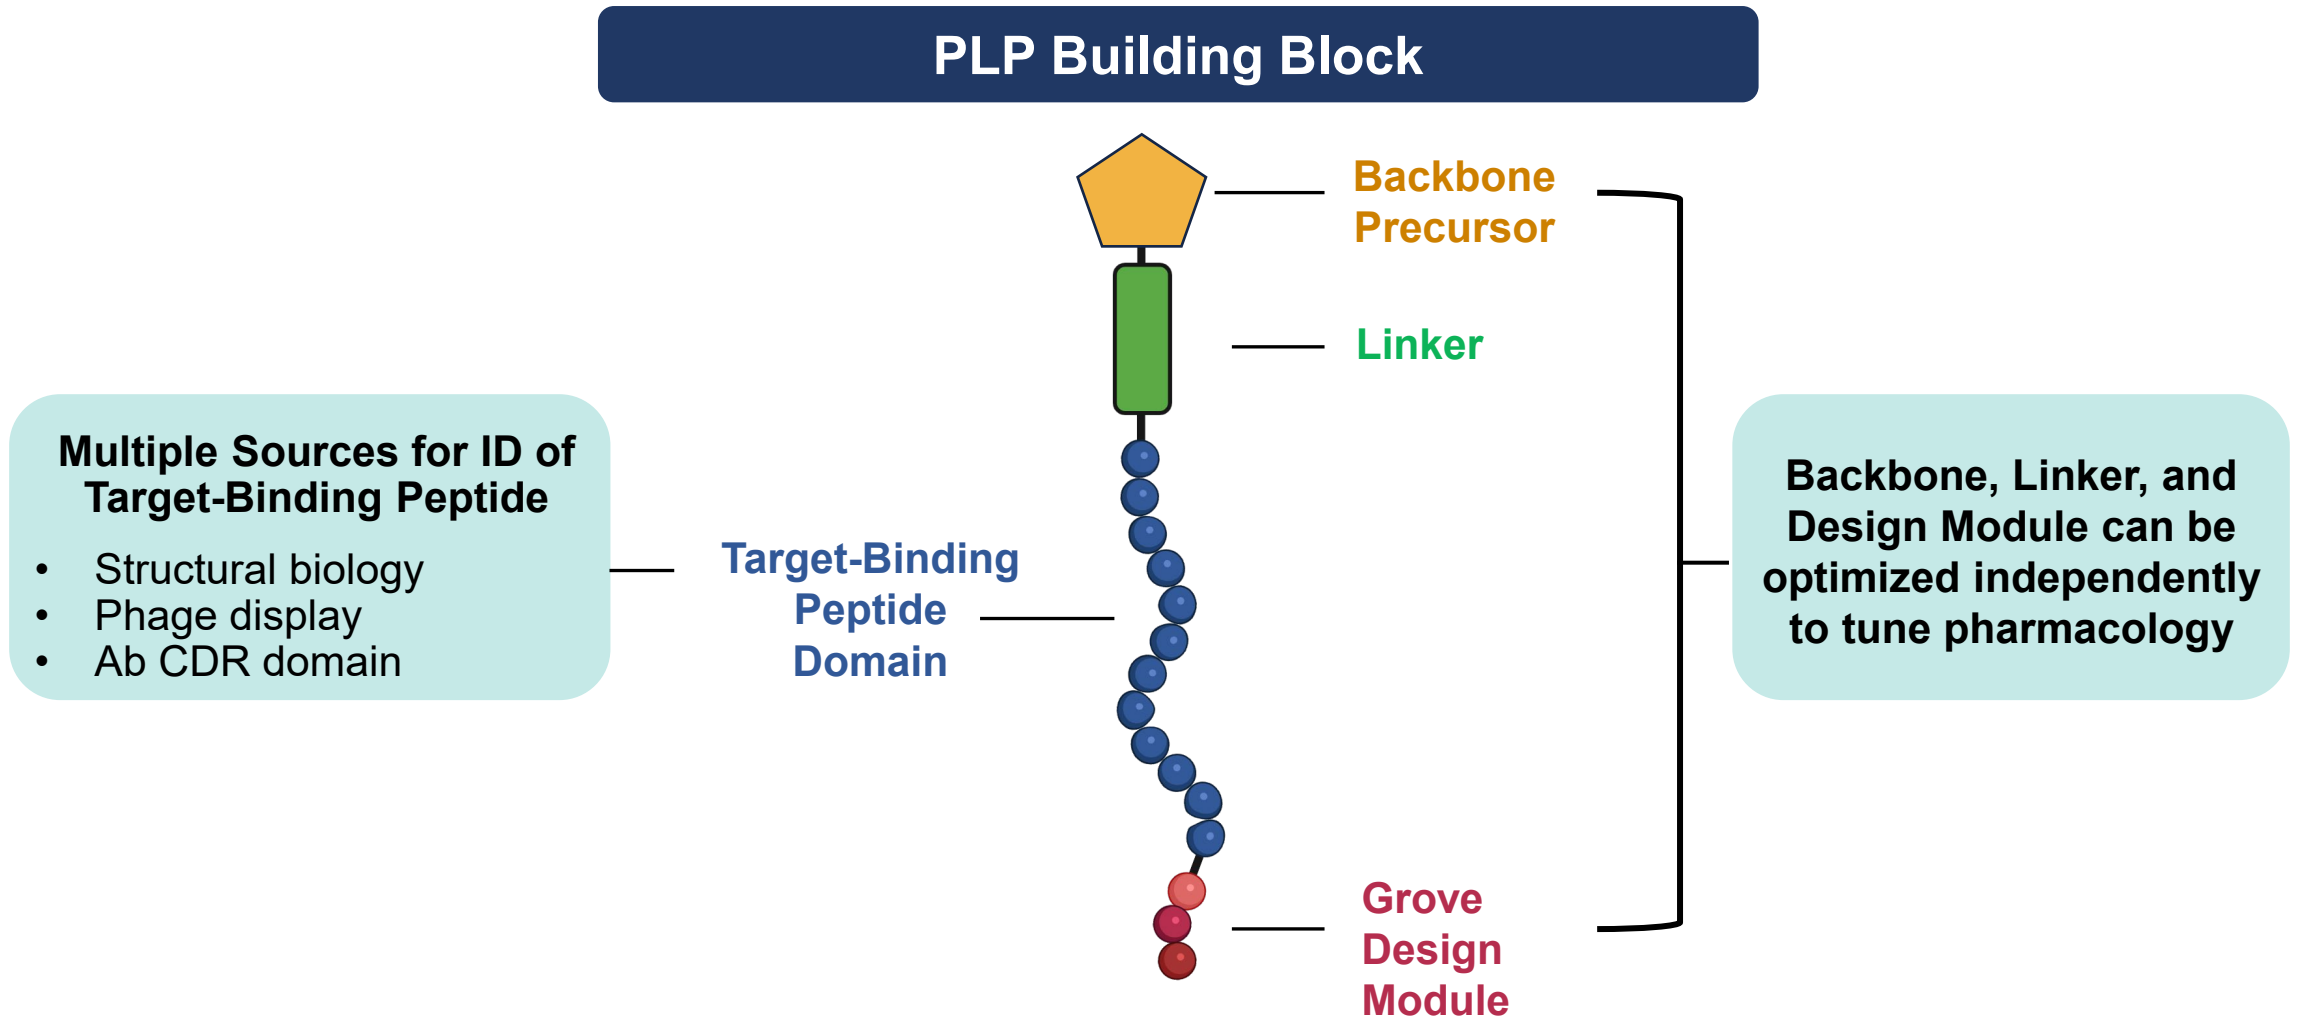 PLP Building Block
Backbone
Precursor
Linker
Multiple Sources for ID of
Target-Binding Peptide
• Structural biology
• Phage display
• Ab CDR domain
Target-Binding
Peptide
Domain
Backbone, Linker, and
Design Module can be
optimized independently
to tune pharmacology
Grove
Design
Module